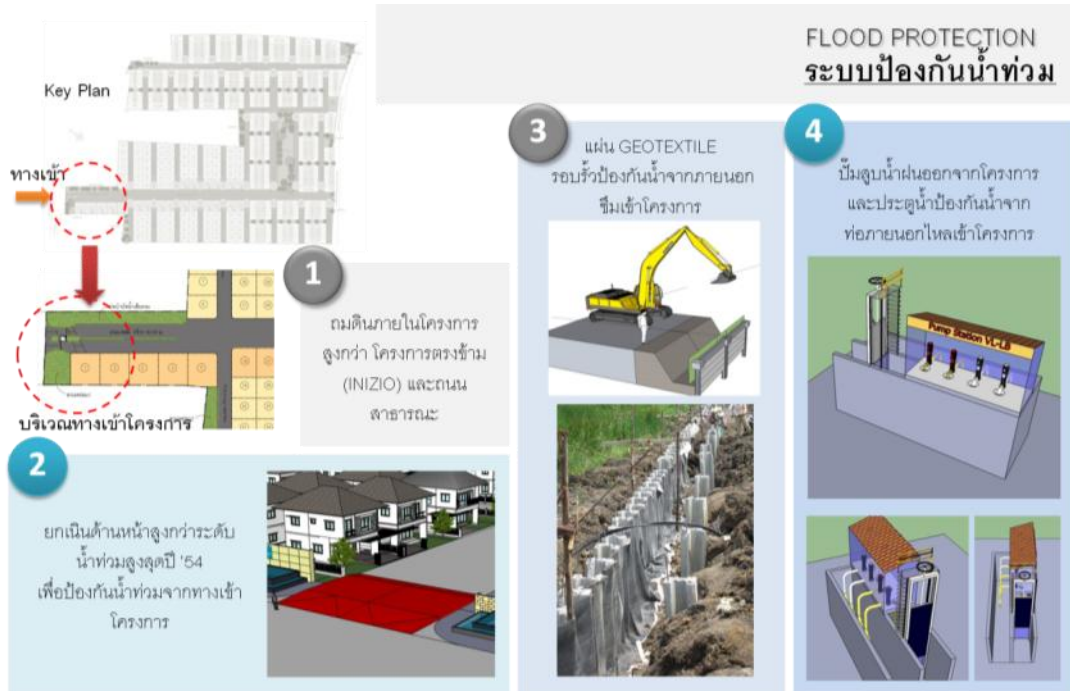 FLOOD PROTECTION
ระบบป้องกันน้ำท่วม
Key Plan
ทางเข้า
บริเวณทางเข้าโครงการ
1
ถมดินภายในโครงการ
สูงกว่า โครงการตรงข้าม
(INIZIO) และถนน
สาธารณะ
2
ยกเนินด้านหน้าสูงกว่าระดับ
น้ำท่วมสูงสุดปี '54
เพื่อป้องกันน้ำท่วมจากทางเข้า
โครงการ
3
แผ่น GEOTEXTILE
รอบรั้วป้องกันน้ำจากภายนอก
ซึมเข้าโครงการ
4
ปั๊มสูบน้ำฝนออกจากโครงการ
และประตูน้ำป้องกันน้ำจาก
ท่อภายนอกไหลเข้าโครงการ
Pump Station VL-LB